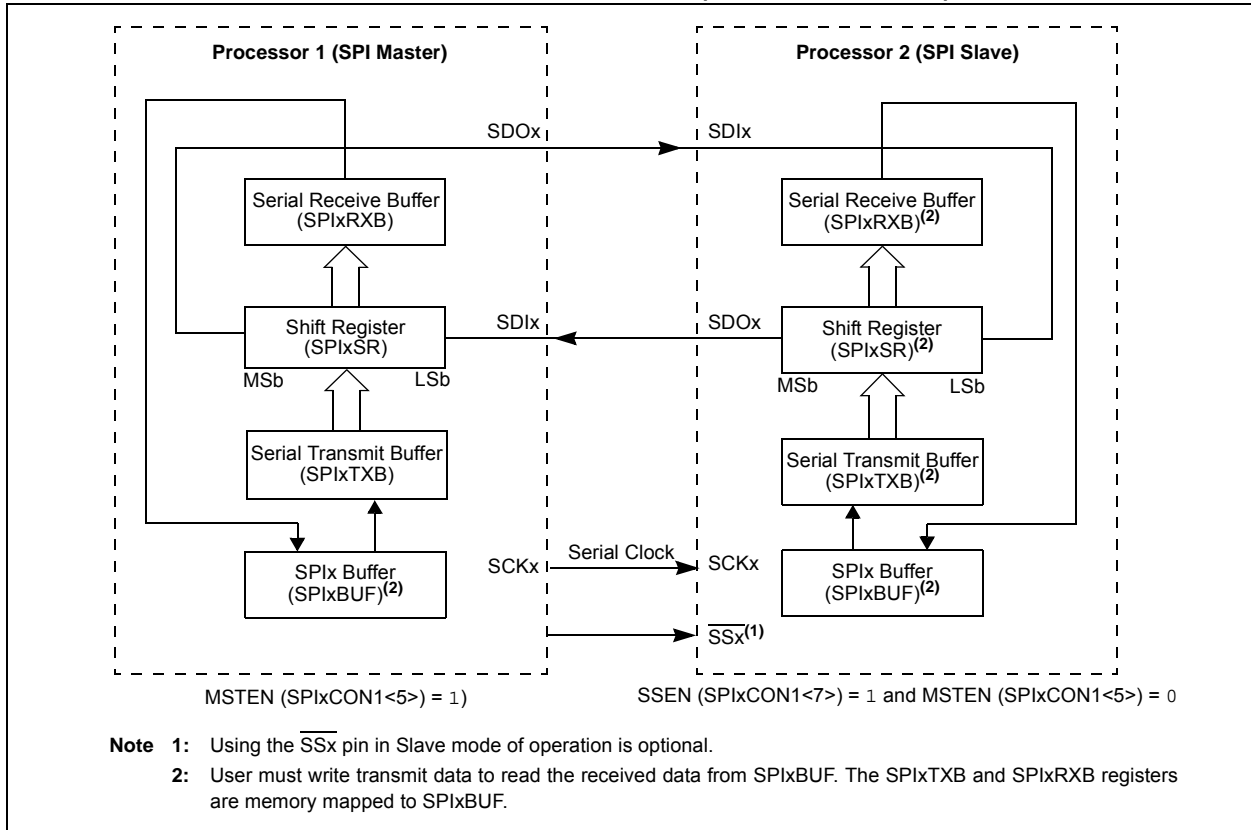 Processor 1 (SPI Master)
Processor 2 (SPI Slave)
SDOx
SDIx
Serial Receive Buffer
(SPIxRXB)
Serial Receive Buffer
(SPIxRXB)(2)
SDIx
SDOx
Shift Register
(SPIxSR)
Shift Register
(SPIxSR)(2)
MSb
LSb
MSb
LSb
Serial Transmit Buffer
(SPIxTXB)
Serial Transmit Buffer
(SPIxTXB)(2)
SPIx Buffer
(SPIxBUF)(2)
SCKx
Serial Clock
SCKx
SPIx Buffer
(SPIxBUF)(2)
SSx(1)
MSTEN (SPIxCON1<5>) = 1)
SSEN (SPIxCON1<7>) = 1 and MSTEN (SPIxCON1<5>) = 0
Note 1: Using the SSx pin in Slave mode of operation is optional.
2: User must write transmit data to read the received data from SPIxBUF. The SPIxTXB and SPIxRXB registers
are memory mapped to SPIxBUF.